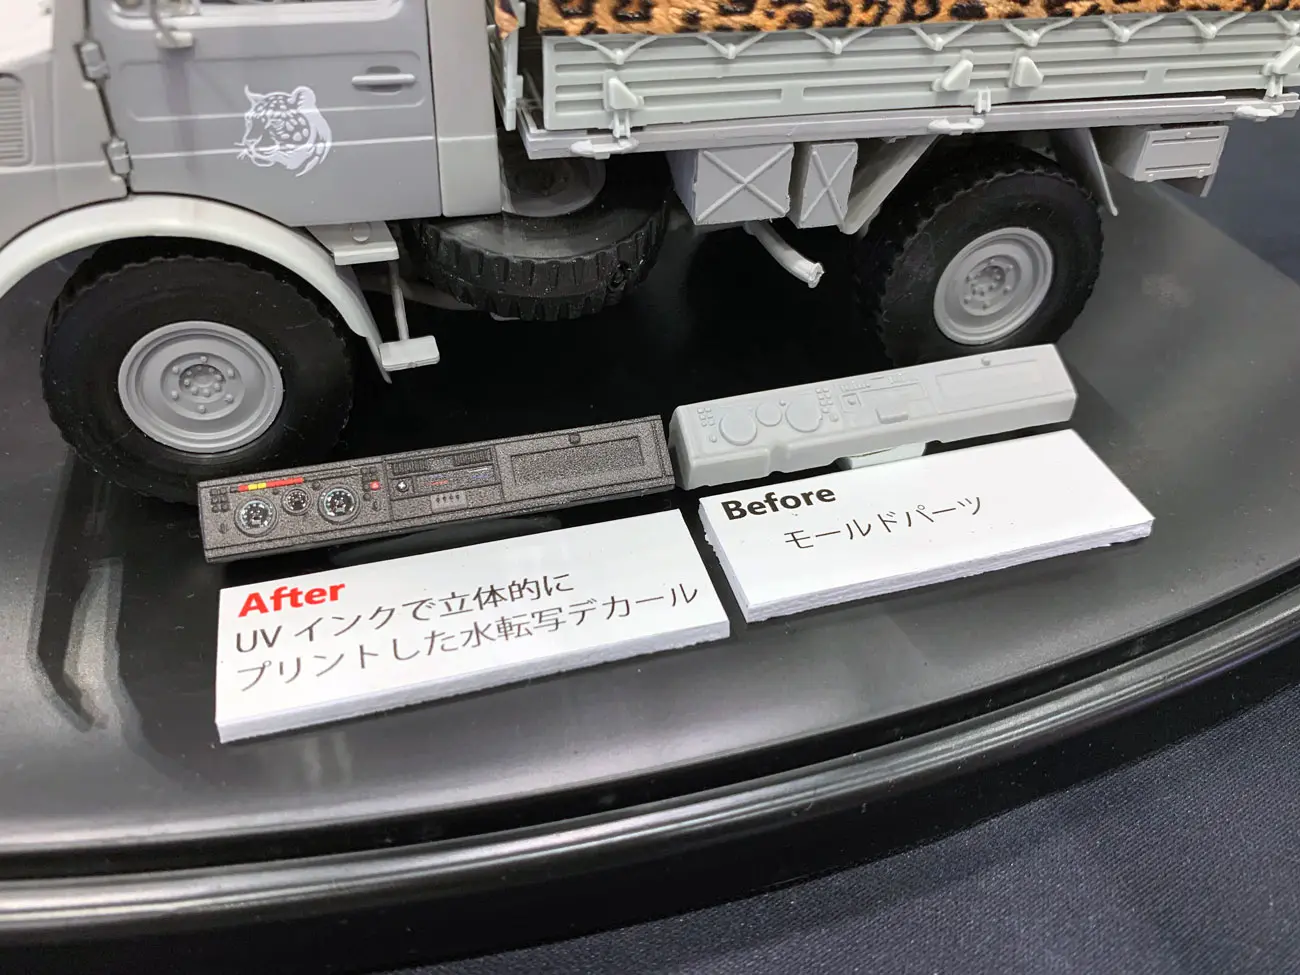 After
UV インクで立体的に
プリントした水転写デカール
Before
モールドパーツ